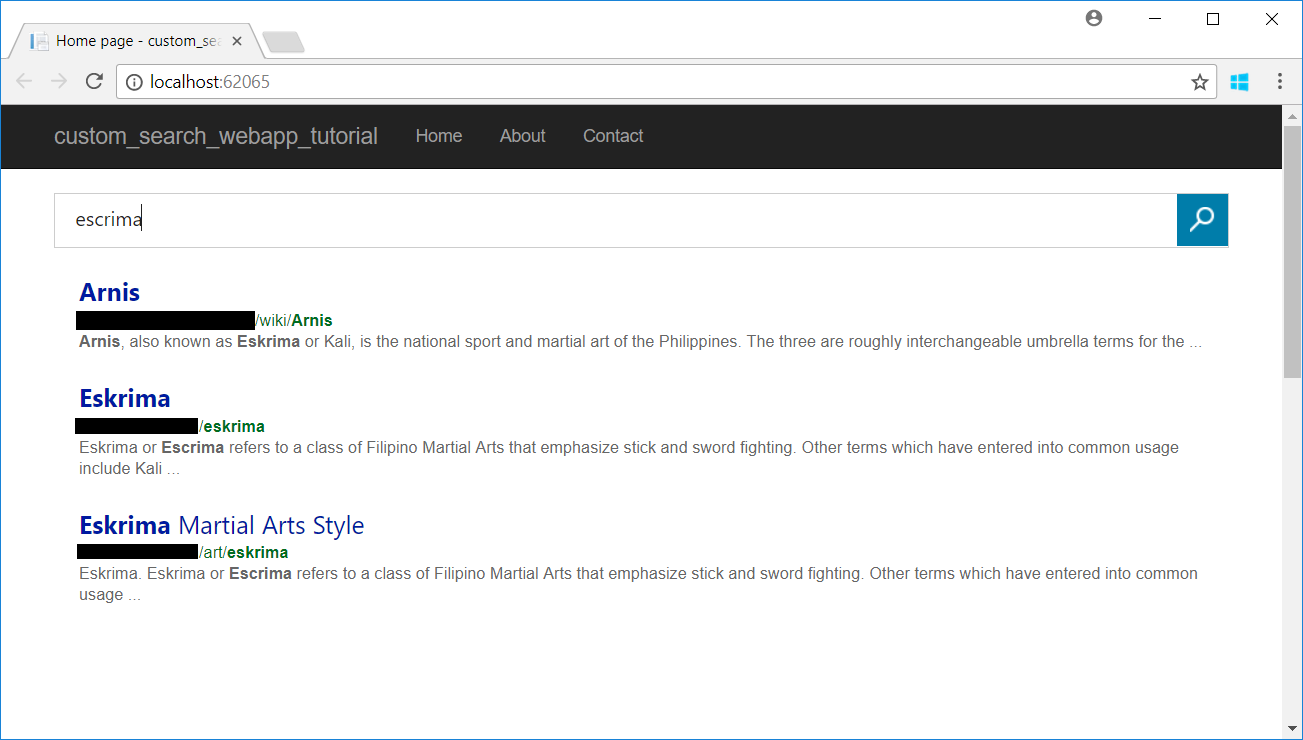 Home page - custom_sea
localhost:62065
custom_search_webapp_tutorial Home About Contact
escrima
Arnis
/wiki/Arnis
Arnis, also known as Eskrima or Kali, is the national sport and martial art of the Philippines. The three are roughly interchangeable umbrella terms for the ...
Eskrima
/eskrima
Eskrima or Escrima refers to a class of Filipino Martial Arts that emphasize stick and sword fighting. Other terms which have entered into common usage
include Kali ...
Eskrima Martial Arts Style
/art/eskrima
Eskrima. Eskrima or Escrima refers to a class of Filipino Martial Arts that emphasize stick and sword fighting. Other terms which have entered into common
usage ...